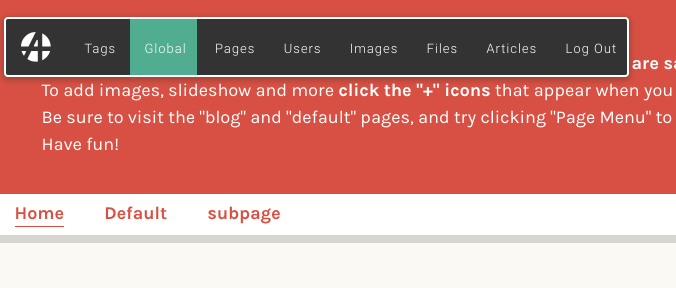 Tags Global Pages Users Images Files Articles Log Out
are
To add images, slideshow and more click the "+" icons that appear when you
Be sure to visit the "blog" and "default" pages, and try clicking "Page Menu" to
Have fun!
Home Default subpage